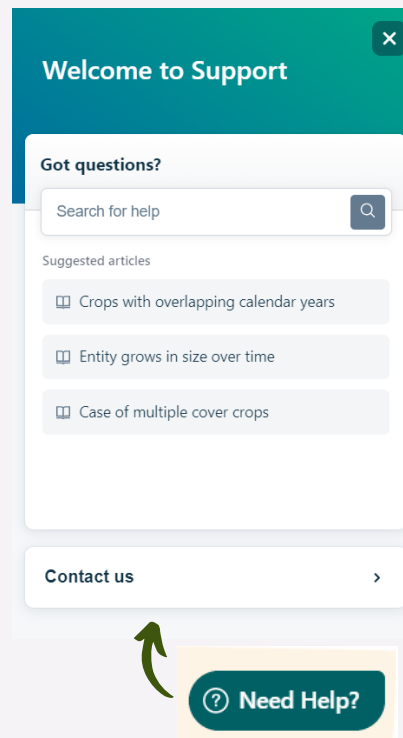 Welcome to Support
Got questions?
Search for help
Suggested articles
Crops with overlapping calendar years
Entity grows in size over time
Case of multiple cover crops
Contact us
Need Help?